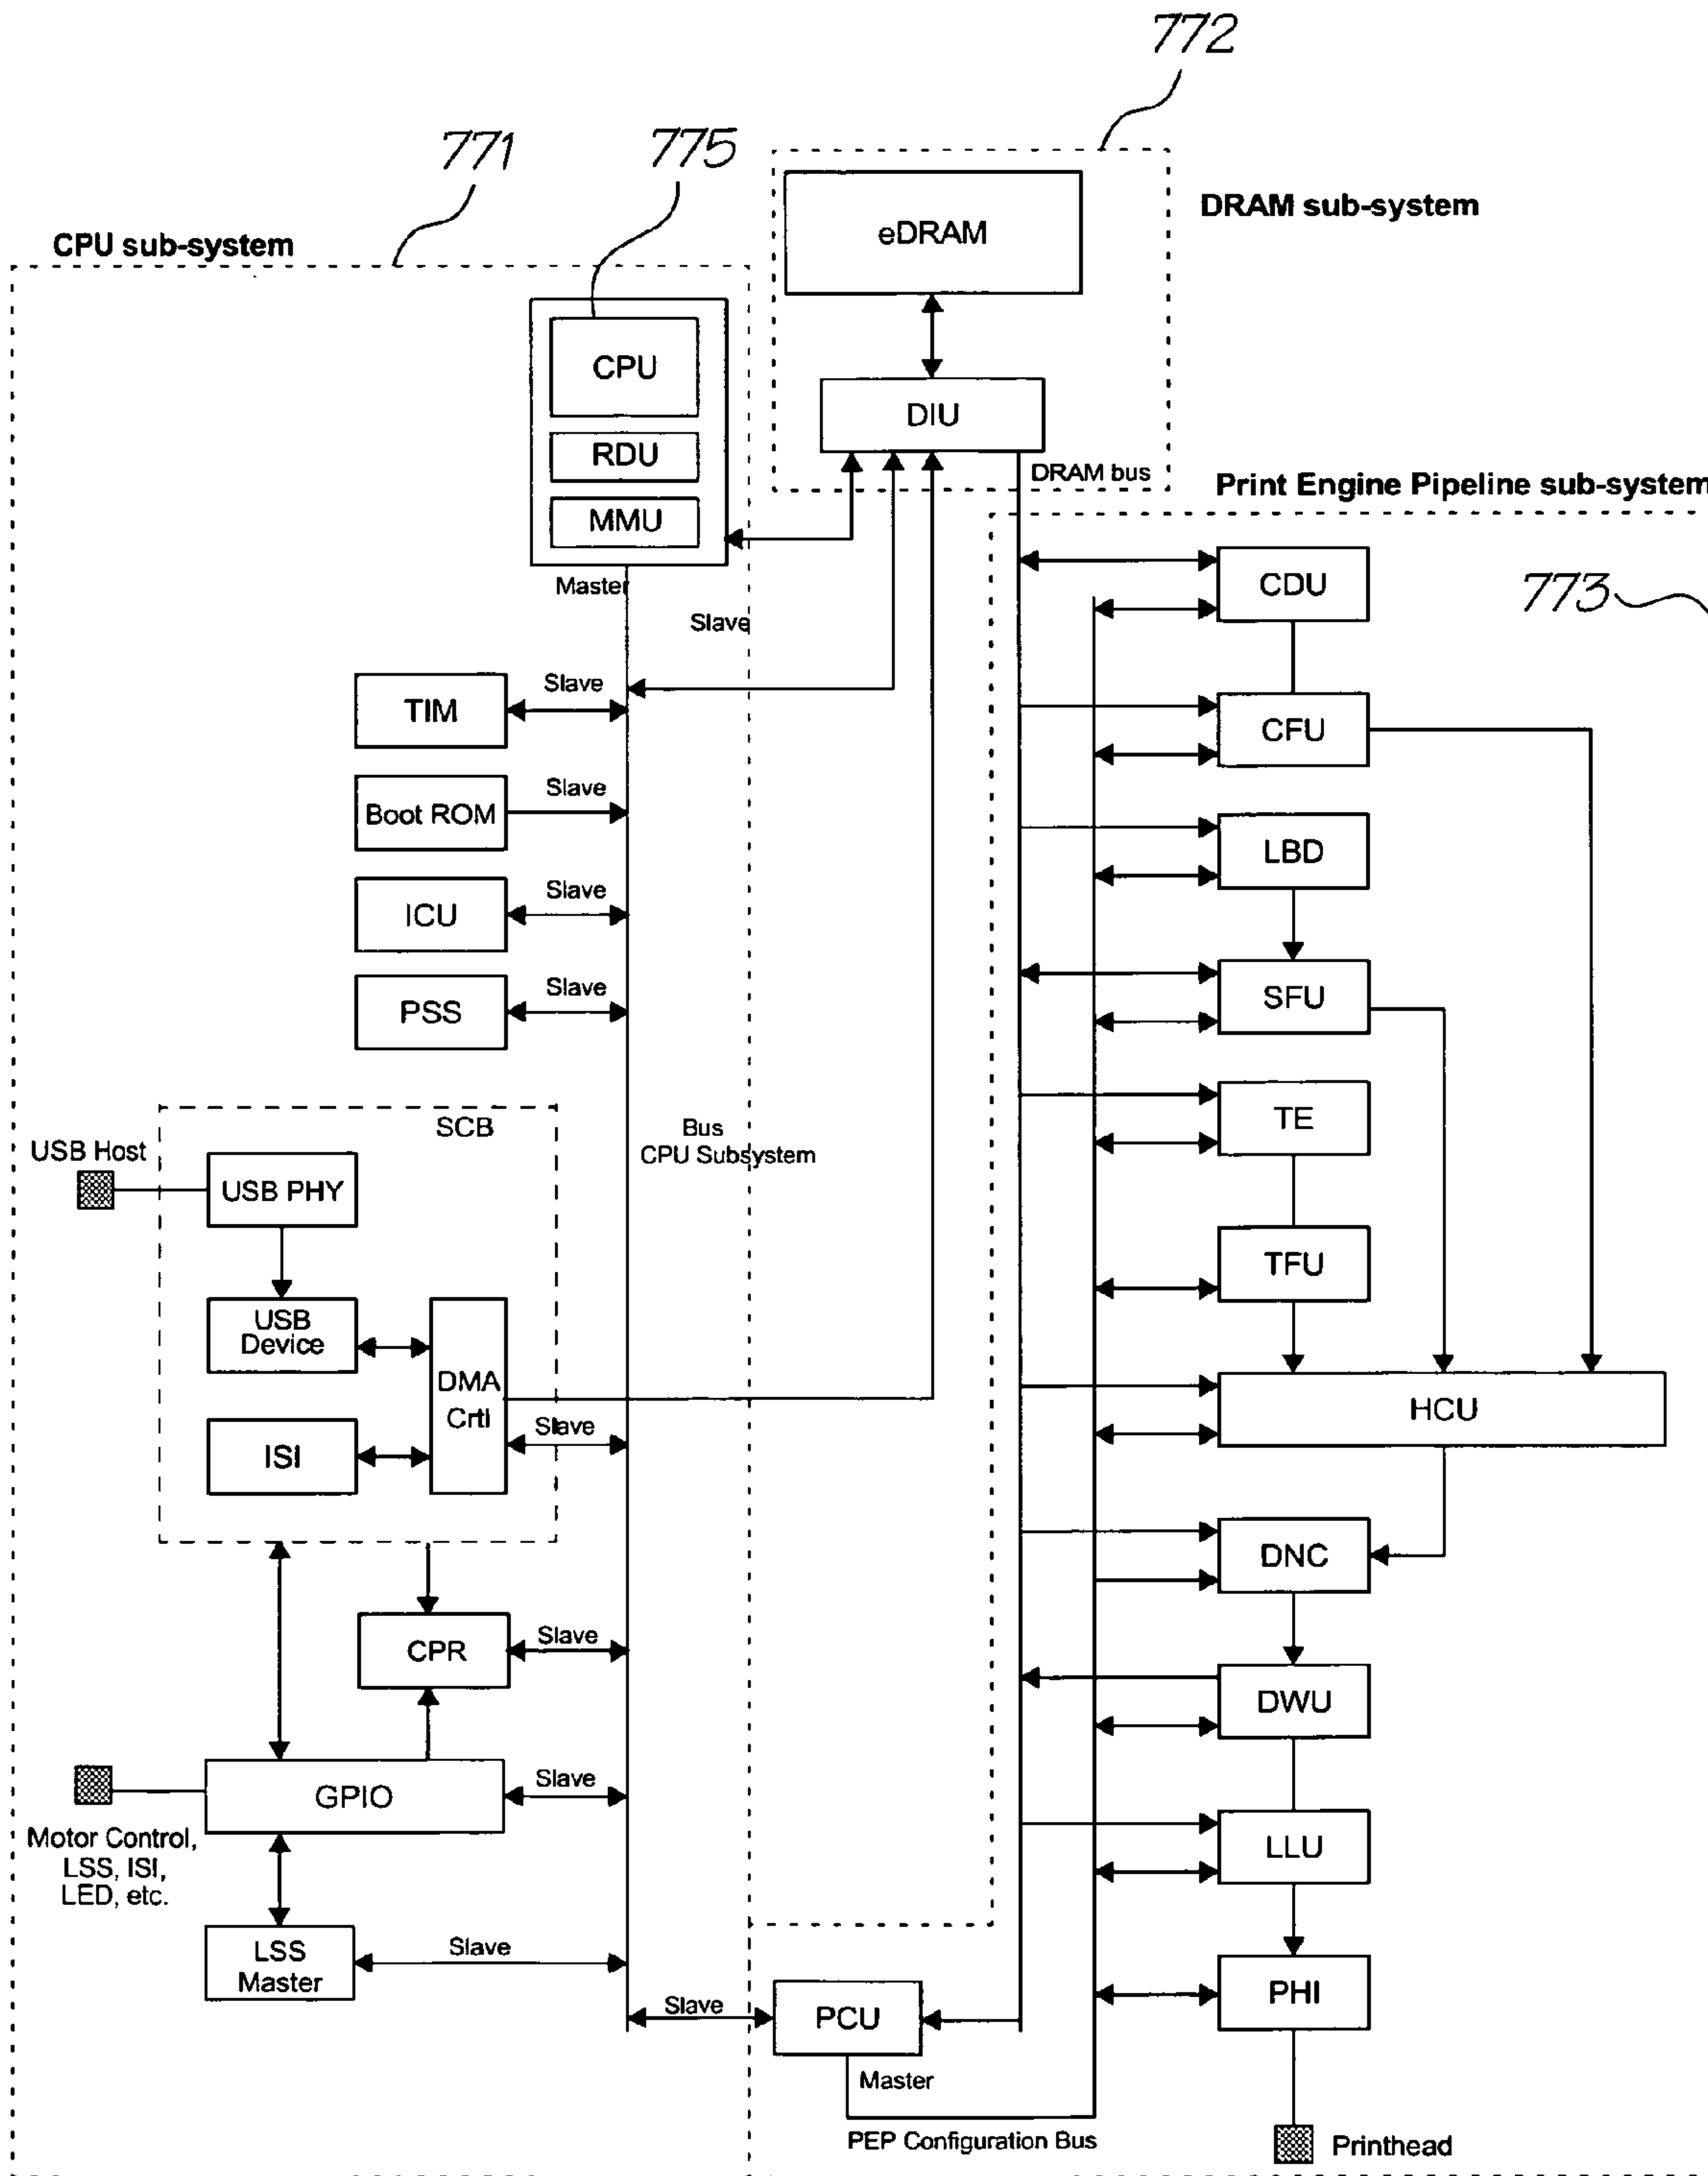 772
771
775
DRAM sub-system
CPU sub-system
eDRAM
CPU
RDU
MMU
DIU
DRAM bus
Print Engine Pipeline sub-system
Master
Slave
773
CDU
TIM
Slave
CFU
Boot ROM
Slave
LBD
ICU
Slave
PSS
Slave
SFU
TE
SCB
Bus
CPU Subsystem
USB Host
USB PHY
TFU
USB
Device
DMA
Crtl
Slave
ISI
HCU
DNC
CPR
Slave
DWU
GPIO
Slave
Motor Control,
LSS, ISI,
LED, etc.
LLU
LSS
Master
Slave
PHI
Slave
PCU
Master
PEP Configuration Bus
Printhead